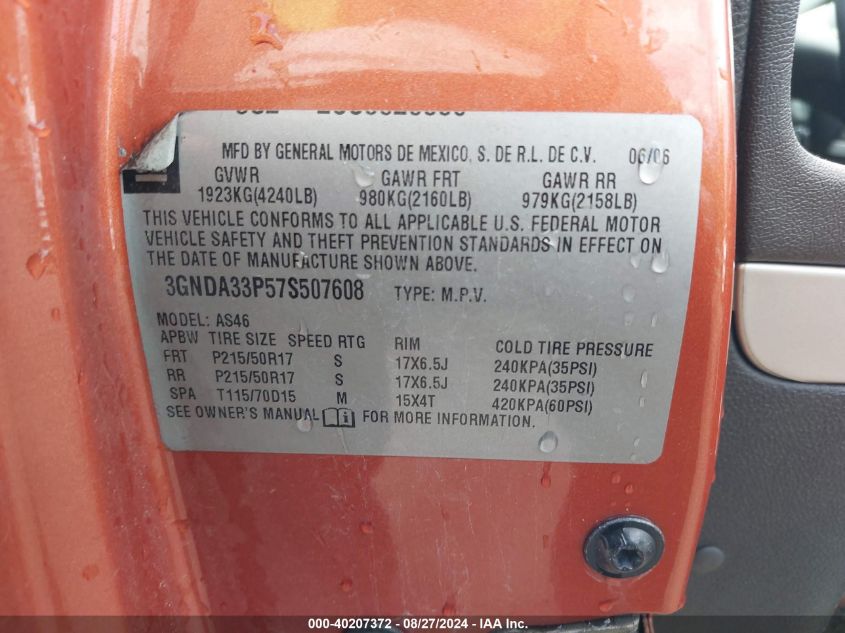 MFD BY GENERAL MOTORS DE MEXICO, S. DE R.L. DE C.V. 06/06
GVWR GAWR FRT GAWR RR
1923KG(4240LB) 980KG(2160LB) 979KG(2158LB)
THIS VEHICLE CONFORMS TO ALL APPLICABLE U.S. FEDERAL MOTOR
VEHICLE SAFETY AND THEFT PREVENTION STANDARDS IN EFFECT ON
THE DATE OF MANUFACTURE SHOWN ABOVE.
3GNDA33P57S507608 TYPE: M.P.V.
MODEL: AS46
APBW TIRE SIZE SPEED RTG RIM COLD TIRE PRESSURE
FRT P215/50R17 S 17X6.5J 240KPA(35PSI)
RR P215/50R17 S 17X6.5J 240KPA(35PSI)
SPA T115/70D15 M 15X4T 420KPA(60PSI)
SEE OWNER'S MANUAL FOR MORE INFORMATION.
000-40207372 - 08/27/2024 - IAA Inc.